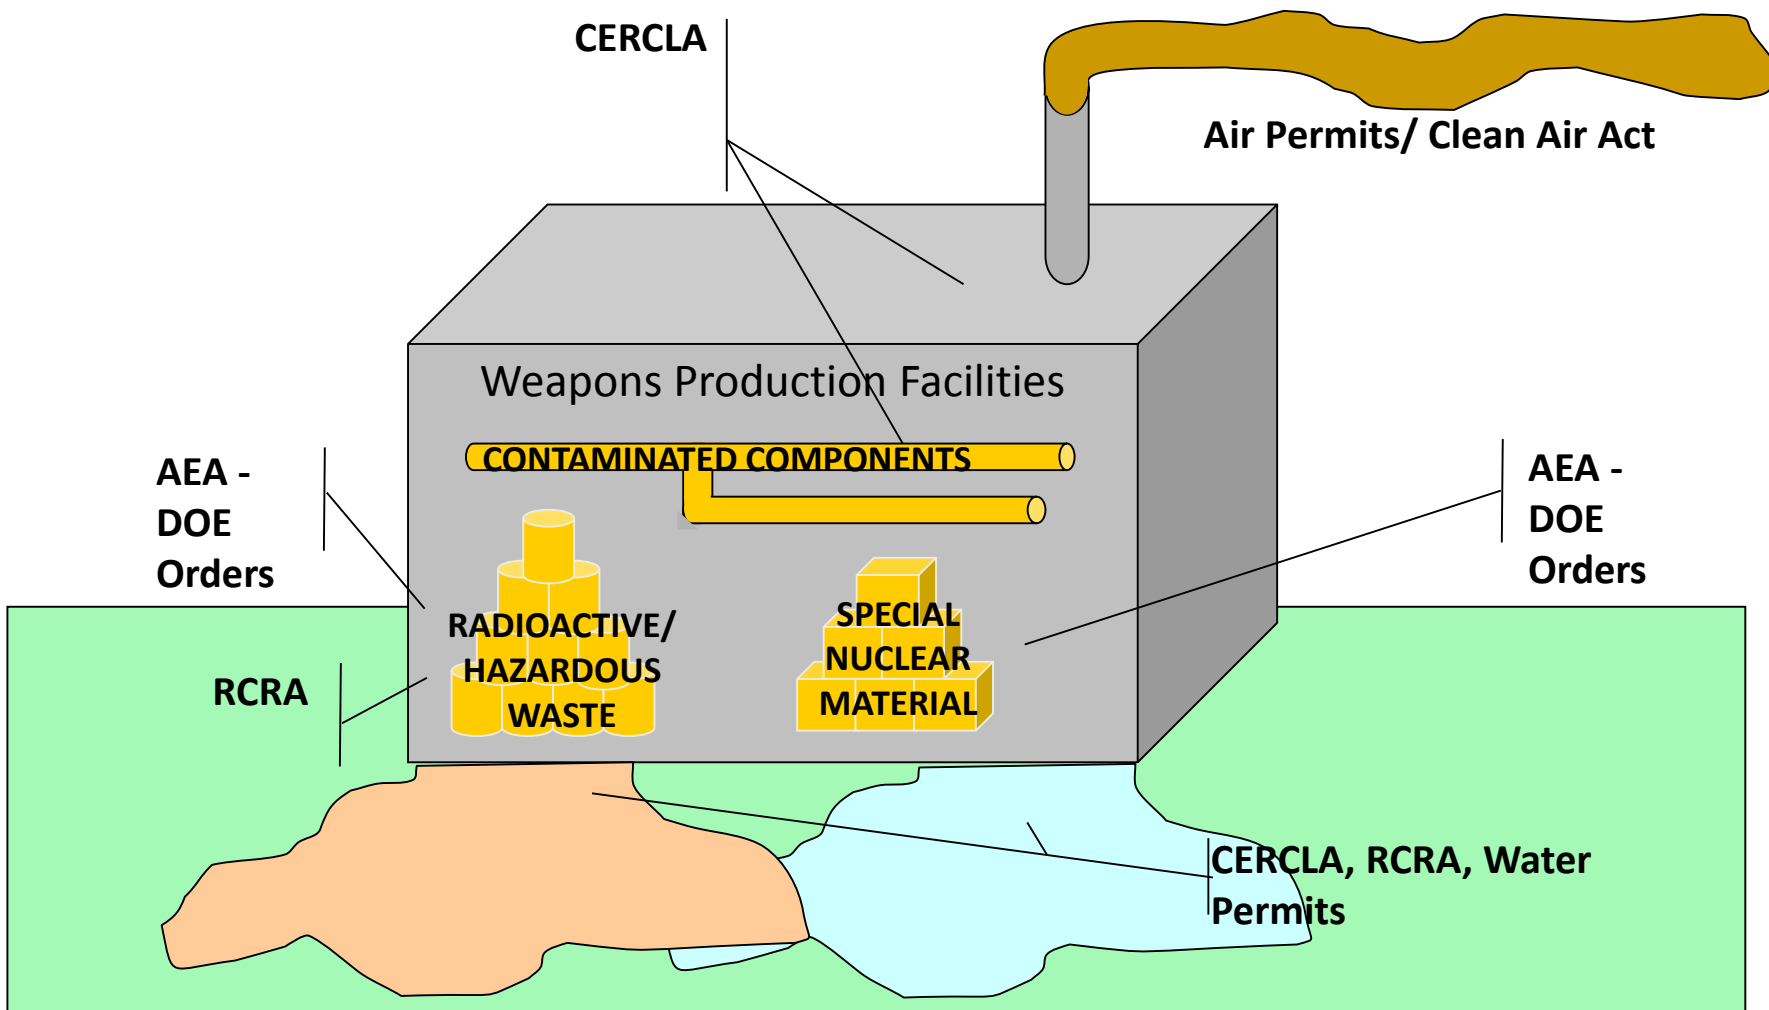 CERCLA
Air Permits/ Clean Air Act
Weapons Production Facilities
CONTAMINATED COMPONENTS
AEA -
DOE
Orders
AEA -
DOE
Orders
RADIOACTIVE/
HAZARDOUS
WASTE
SPECIAL
NUCLEAR
MATERIAL
RCRA
CERCLA, RCRA, Water
Permits